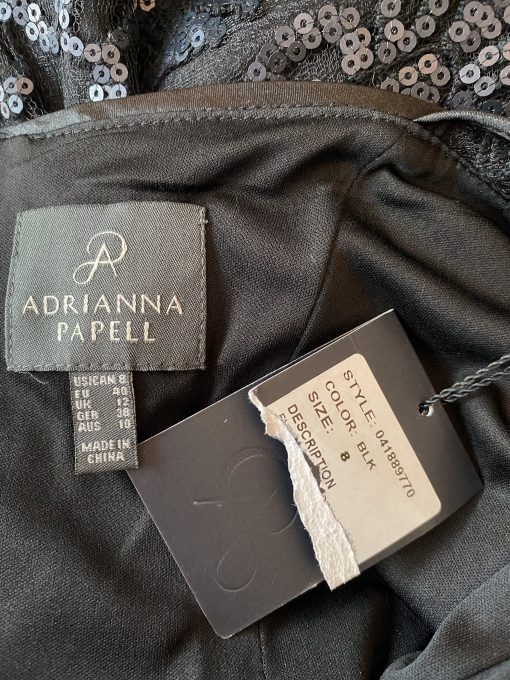 ADRIANNA
PAPELL
US/CAN 8
EU 40
UK 12
GER 38
AUS 10
MADE IN
CHINA
STYLE: 041889770
COLOR: BLK
SIZE: 8
DESCRIPTION